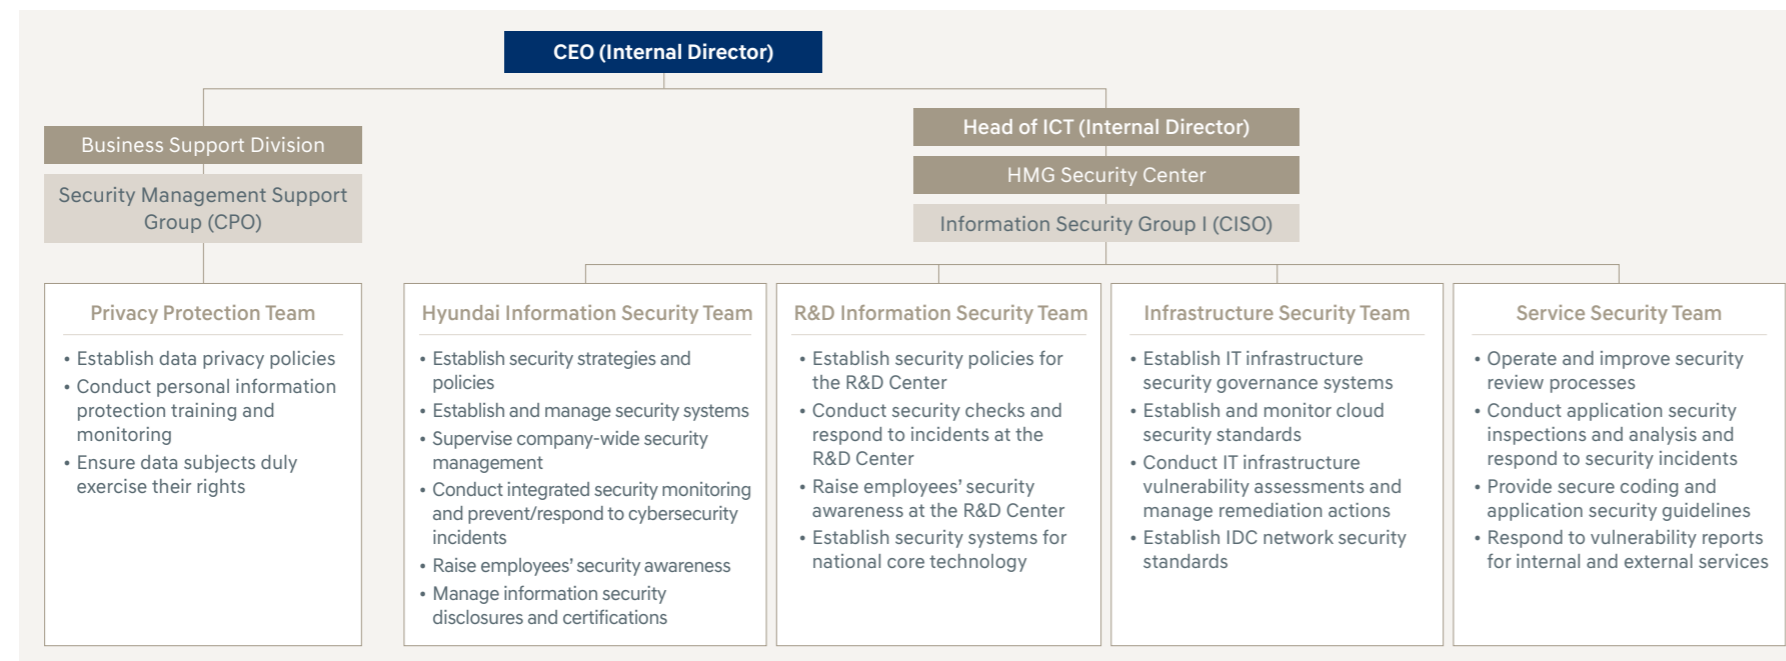 CEO (Internal Director)
Business Support Division
Security Management Support
Group (CPO)
Head of ICT (Internal Director)
HMG Security Center
Information Security Group I (CISO)
Privacy Protection Team
• Establish data privacy policies
• Conduct personal information
protection training and
monitoring
• Ensure data subjects duly
exercise their rights
Hyundai Information Security Team
• Establish security strategies and
policies
• Establish and manage security systems
• Supervise company-wide security
management
• Conduct integrated security monitoring
and prevent/respond to cybersecurity
incidents
• Raise employees’ security awareness
• Manage information security
disclosures and certifications
R&D Information Security Team
• Establish security policies for
the R&D Center
• Conduct security checks and
respond to incidents at the
R&D Center
• Raise employees’ security
awareness at the R&D Center
• Establish security systems for
national core technology
Infrastructure Security Team
• Establish IT infrastructure
security governance systems
• Establish and monitor cloud
security standards
• Conduct IT infrastructure
vulnerability assessments and
manage remediation actions
• Establish IDC network security
standards
Service Security Team
• Operate and improve security
review processes
• Conduct application security
inspections and analysis and
respond to security incidents
• Provide secure coding and
application security guidelines
• Respond to vulnerability reports
for internal and external services